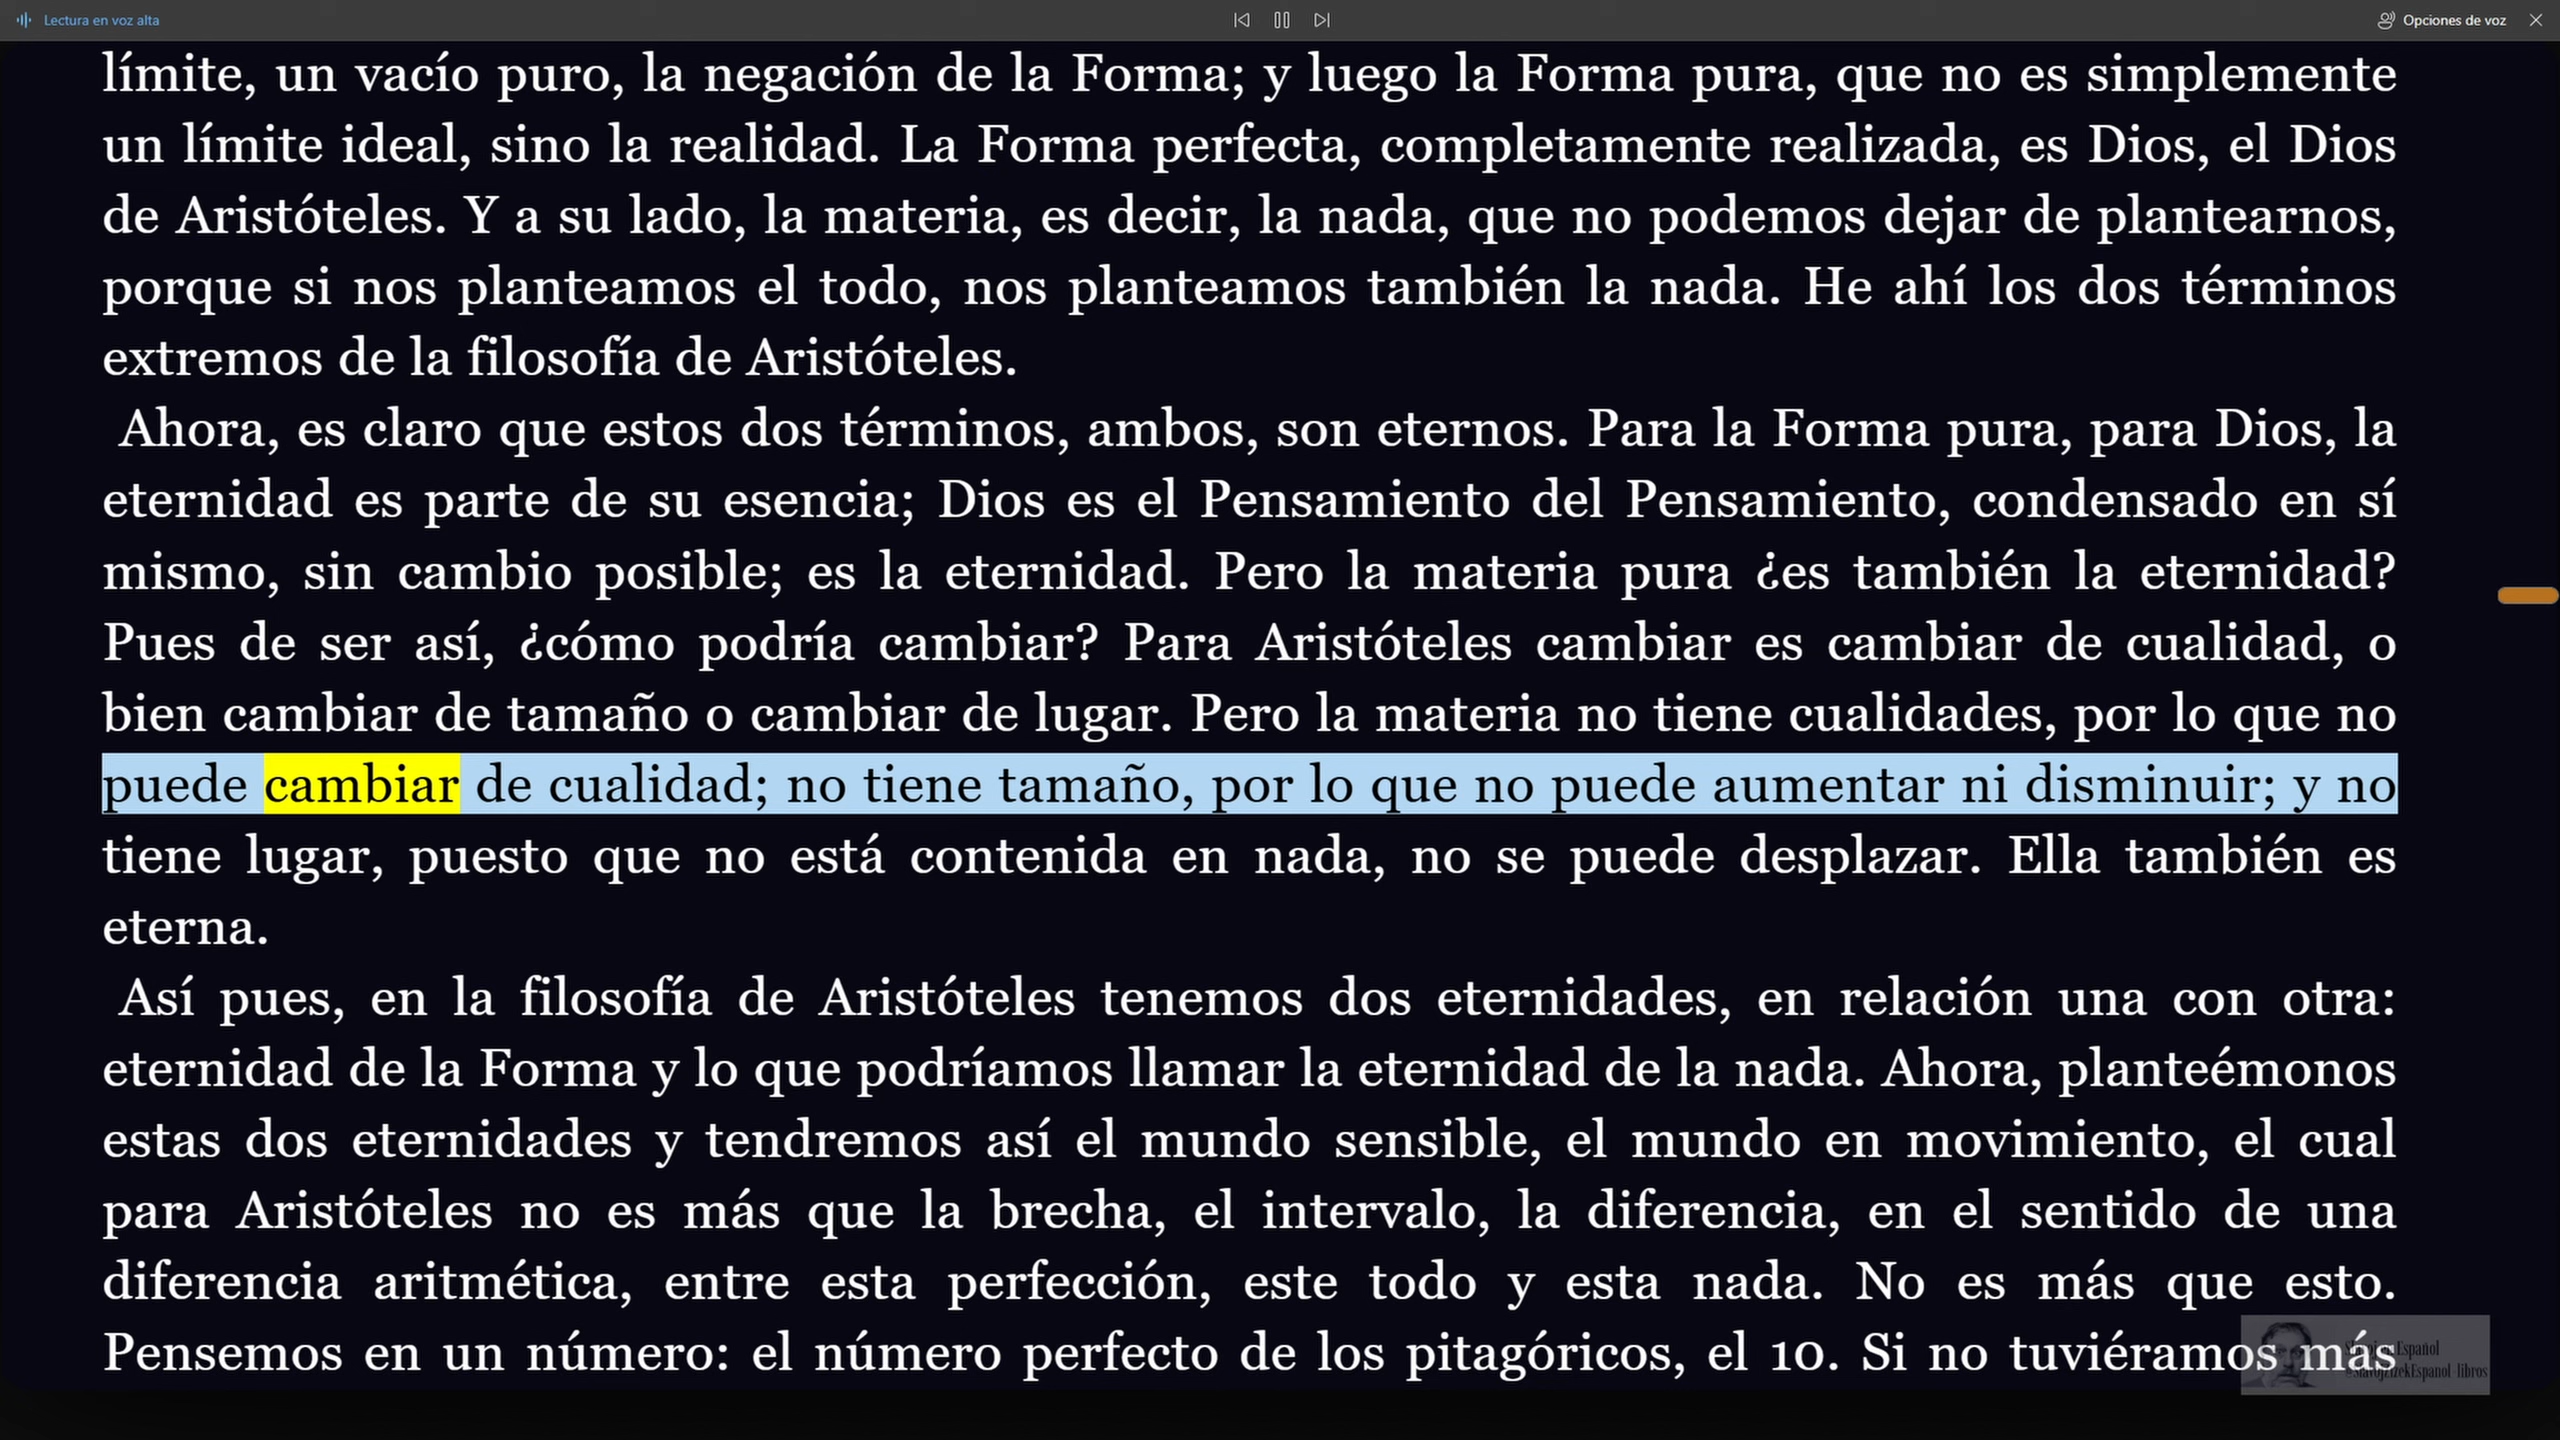 Lectura en voz alta
Opciones de voz
límite, un vacío puro, la negación de la Forma; y luego la Forma pura, que no es simplemente
un límite ideal, sino la realidad. La Forma perfecta, completamente realizada, es Dios, el Dios
de Aristóteles. Y a su lado, la materia, es decir, la nada, que no podemos dejar de plantearnos,
porque si nos planteamos el todo, nos planteamos también la nada. He ahí los dos términos
extremos de la filosofía de Aristóteles.
Ahora, es claro que estos dos términos, ambos, son eternos. Para la Forma pura, para Dios, la
eternidad es parte de su esencia; Dios es el Pensamiento del Pensamiento, condensado en sí
mismo, sin cambio posible; es la eternidad. Pero la materia pura ¿es también la eternidad?
Pues de ser así, ¿cómo podría cambiar? Para Aristóteles cambiar es cambiar de cualidad, o
bien cambiar de tamaño o cambiar de lugar. Pero la materia no tiene cualidades, por lo que no
puede cambiar de cualidad; no tiene tamaño, por lo que no puede aumentar ni disminuir; y no
tiene lugar, puesto que no está contenida en nada, no se puede desplazar. Ella también es
eterna.
Así pues, en la filosofía de Aristóteles tenemos dos eternidades, en relación una con otra:
eternidad de la Forma y lo que podríamos llamar la eternidad de la nada. Ahora, planteémonos
estas dos eternidades y tendremos así el mundo sensible, el mundo en movimiento, el cual
para Aristóteles no es más que la brecha, el intervalo, la diferencia, en el sentido de una
diferencia aritmética, entre esta perfección, este todo y esta nada. No es más que esto.
Pensemos en un número: el número perfecto de los pitagóricos, el 10. Si no tuviéramos más
Español